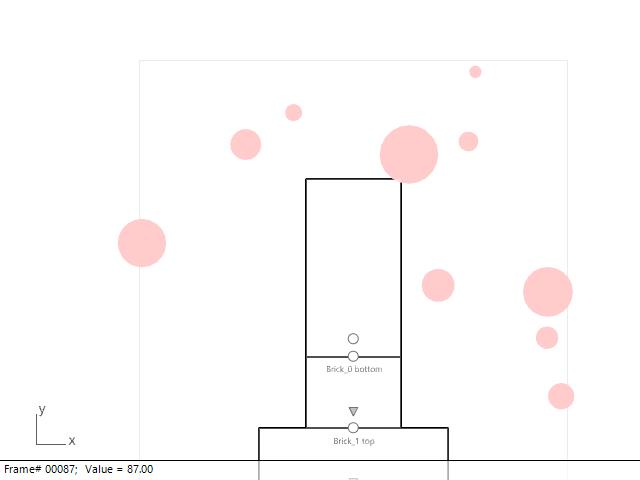 Brick_0 bottom
Brick_1 top
y
x
Frame# 00087;  Value = 87.00